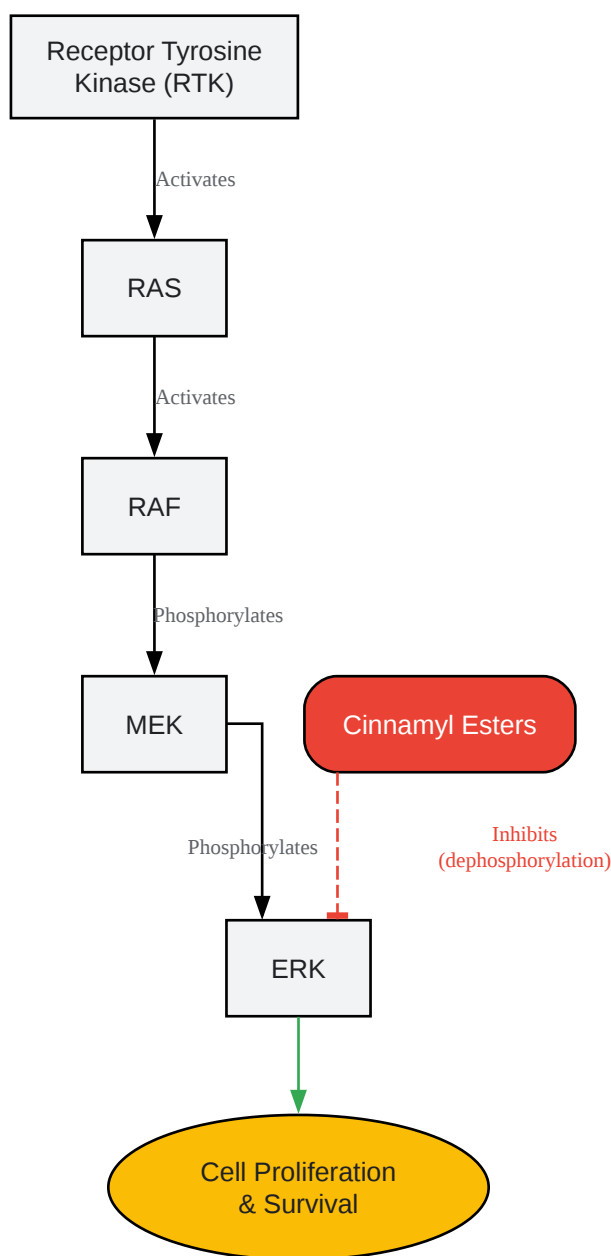 Receptor Tyrosine
Kinase (RTK)
Activates
RAS
Activates
RAF
Phosphorylates
MEK
Cinnamyl Esters
Phosphorylates
Inhibits
(dephosphorylation)
ERK
Cell Proliferation
& Survival